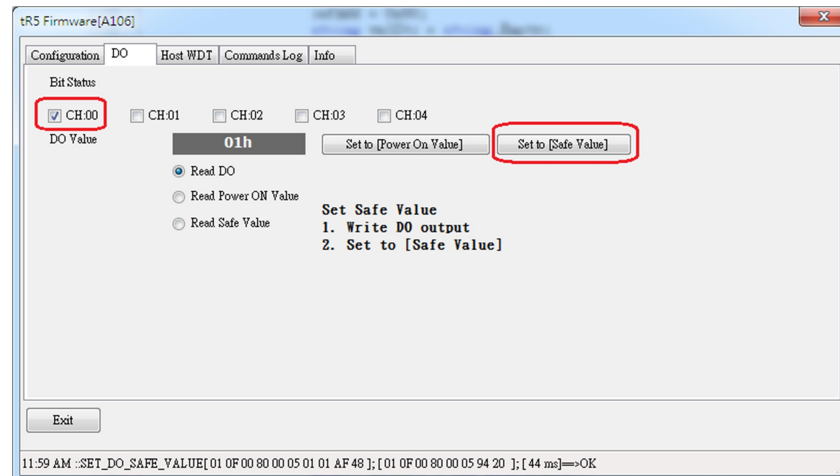 tR5 Firmware[A106]
Configuration DO Host WDT Commands Log Info
Bit Status
CH:00 CH:01 CH:02 CH:03 CH:04
DO Value 01h Set to [Power On Value] Set to [Safe Value]
Read DO
Read Power ON Value
Read Safe Value
Set Safe Value
1. Write DO output
2. Set to [Safe Value]
Exit
11:59 AM ::SET_DO_SAFE_VALUE[ 01 0F 00 80 00 05 01 01 AF 48 ]; [ 01 0F 00 80 00 05 94 20 ]; [ 44 ms]==>OK